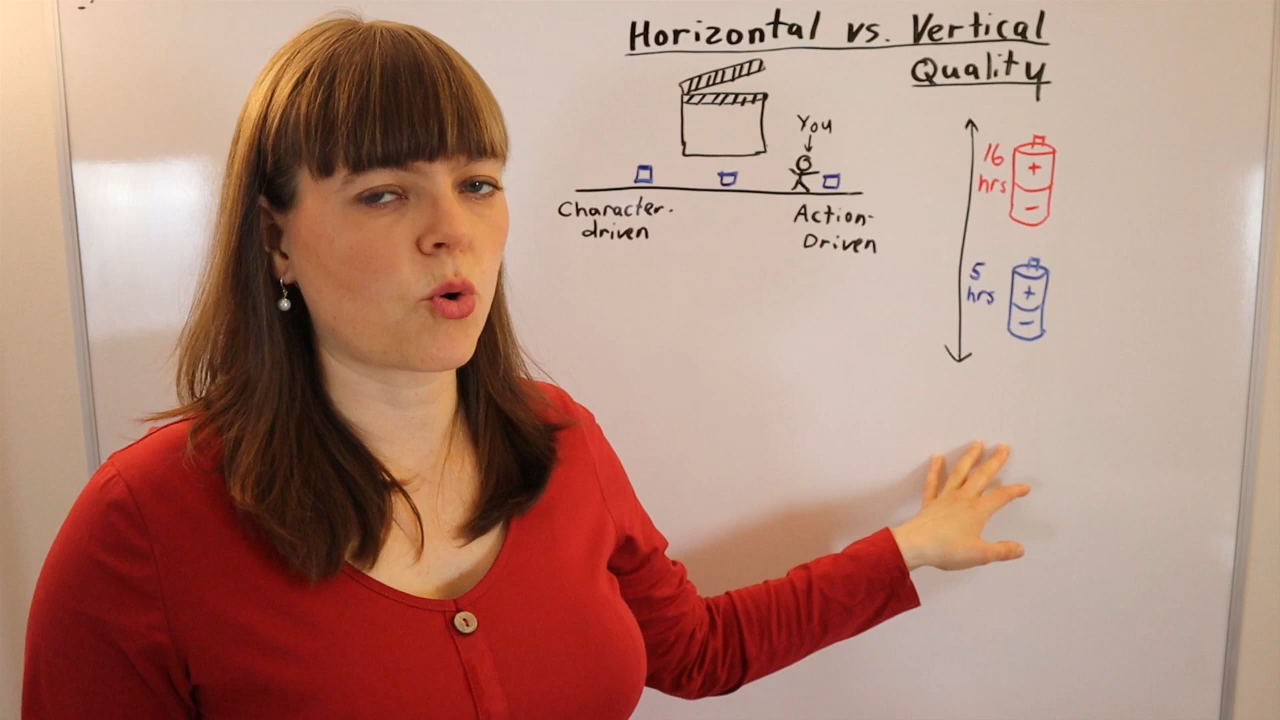 Horizontal vs. Vertical
Quality
You
Character-
driven
Action-
Driven
16
hrs
+
-
5
hrs
+
-